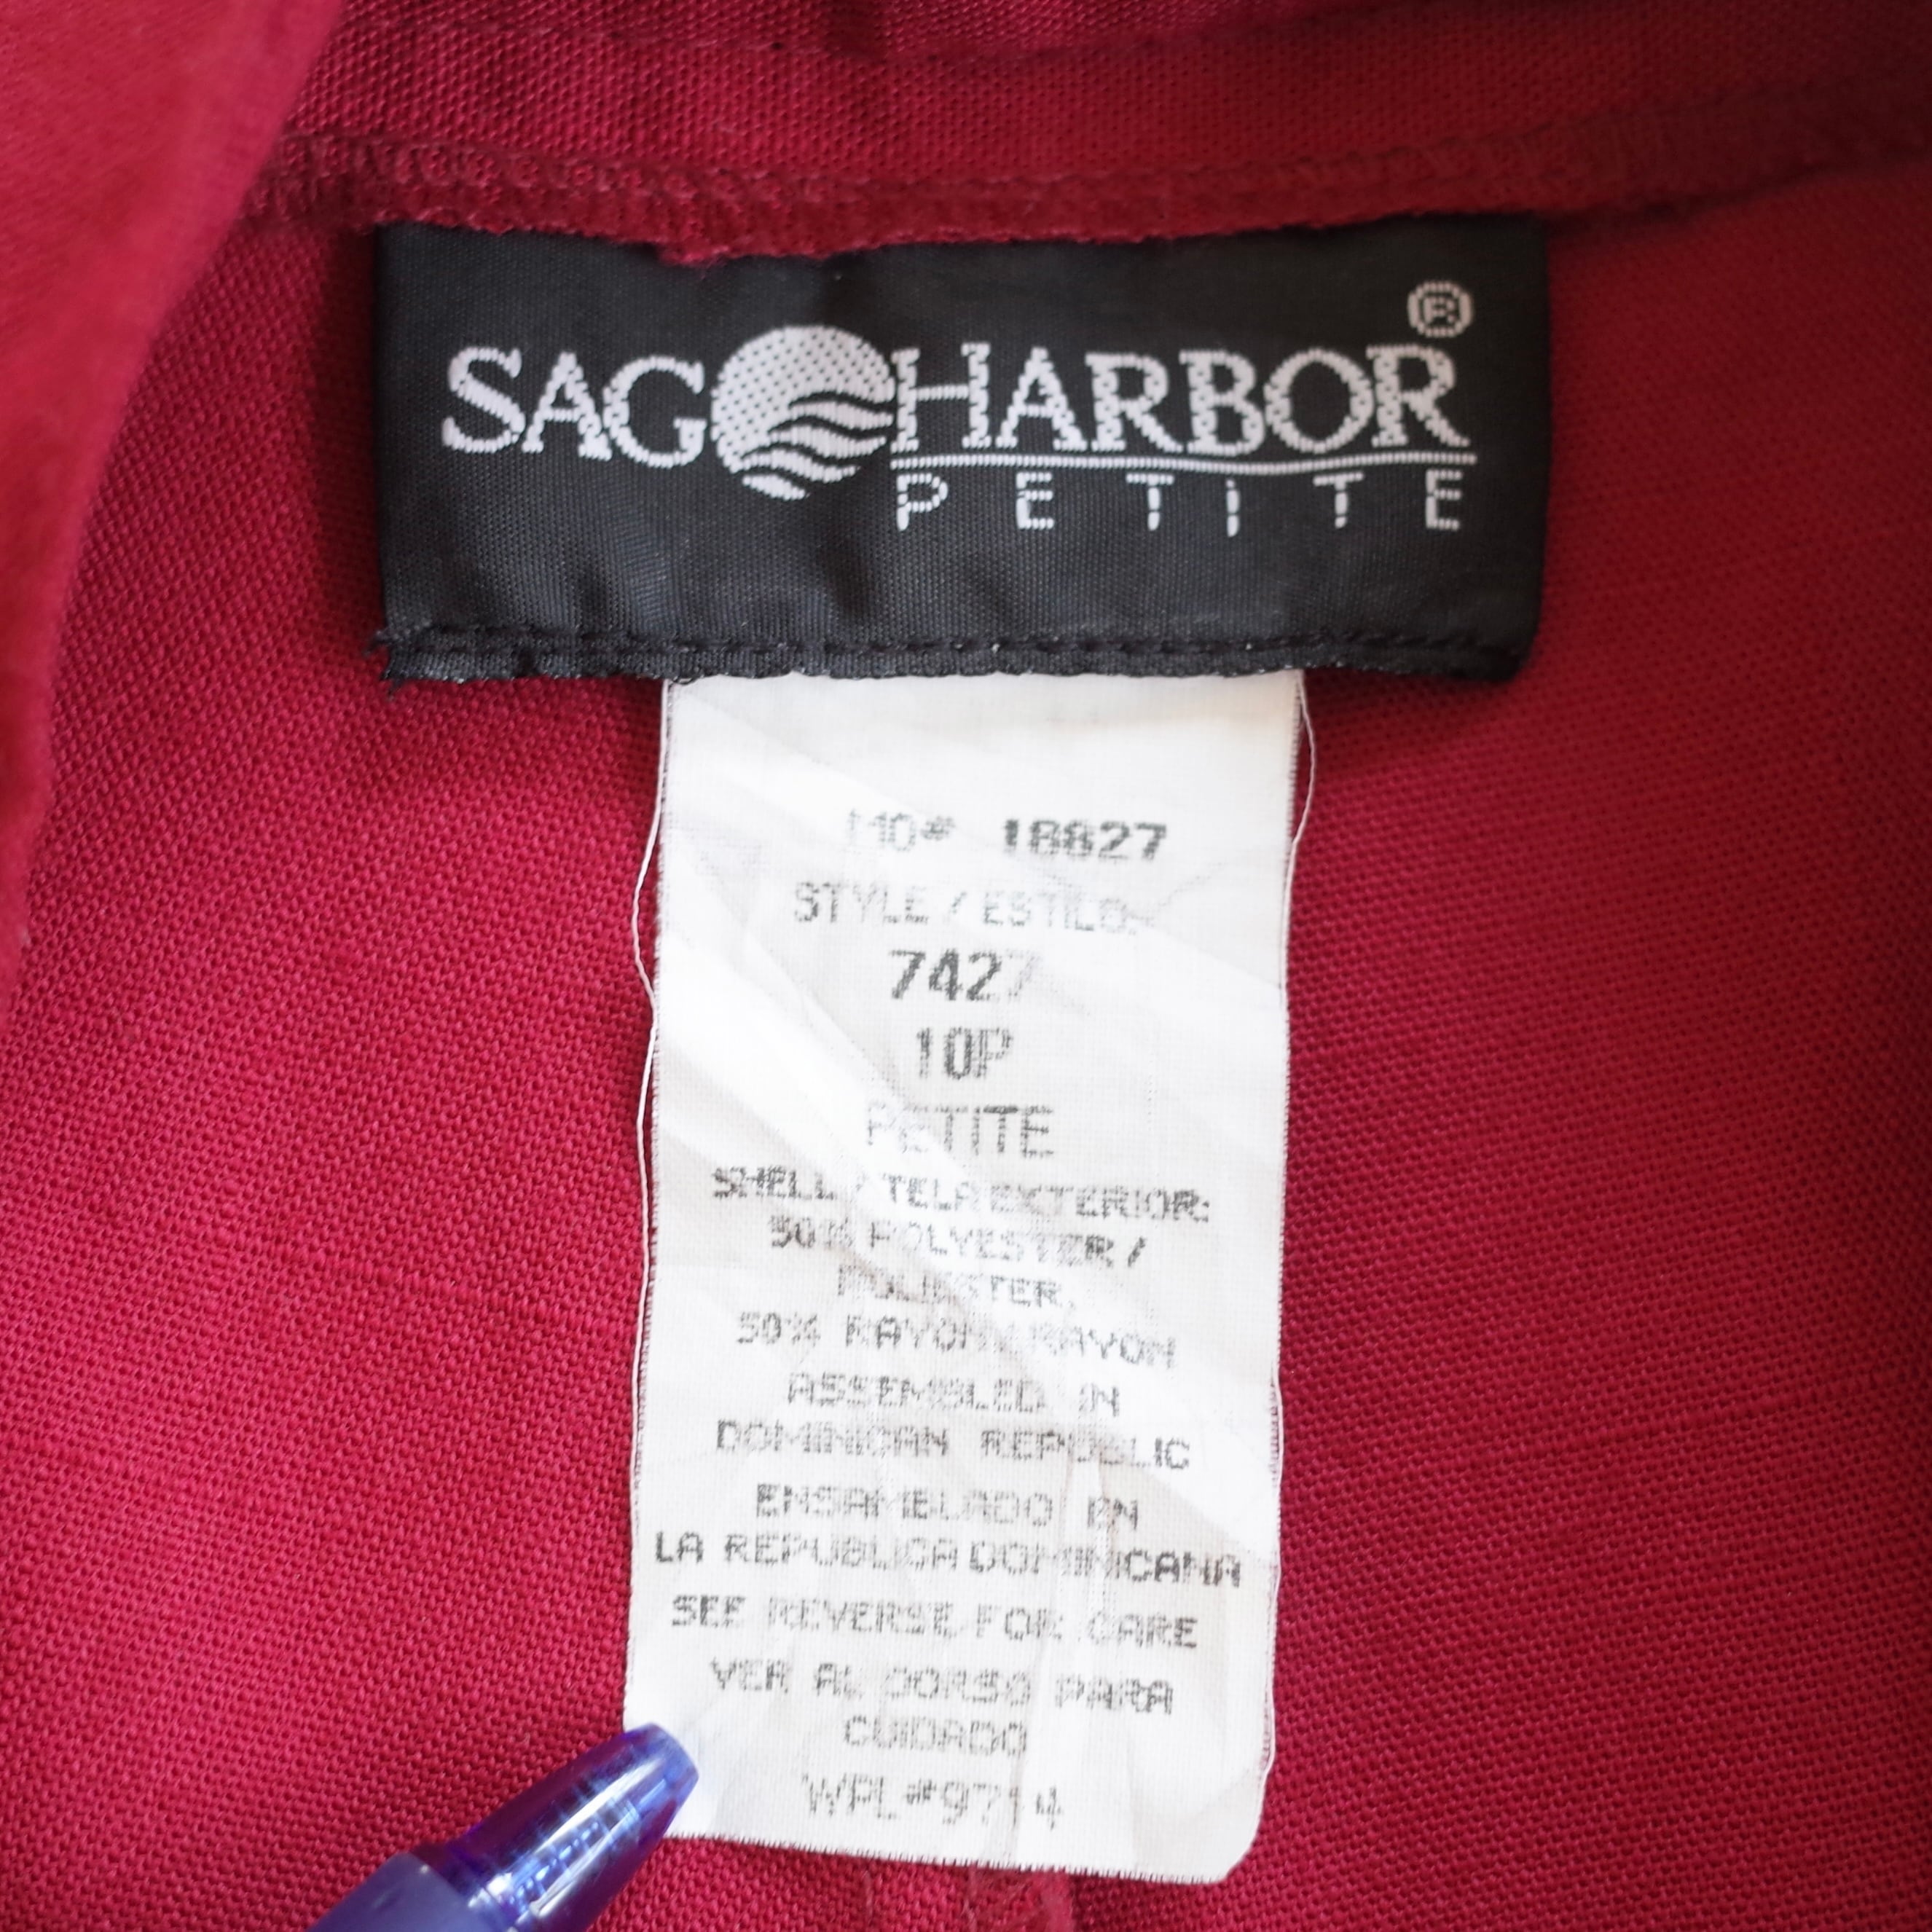 SAG HARBOR ®
PETITE
MO# 18827
STYLE / ESTILO:
7427
10P
PETITE
SHELL / TELA EXTERIOR:
50% POLYESTER /
POLIESTER,
50% RAYON / RAYON
ASSEMBLED IN
DOMINICAN REPUBLIC
ENSAMBLADO EN
LA REPUBLICA DOMINICANA
SEE REVERSE FOR CARE
VER AL DORSO PARA
CUIDADO
WPL#9714